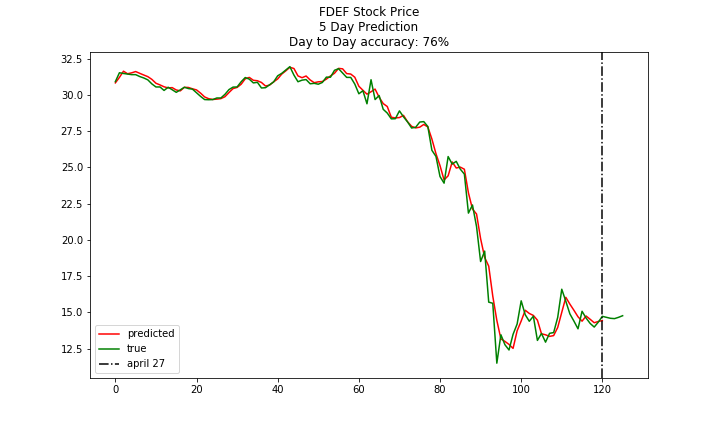 FDEF Stock Price
5 Day Prediction
Day to Day accuracy: 76%
32.5
30.0
27.5
25.0
22.5
20.0
17.5
15.0
12.5
predicted
true
april 27
0 20 40 60 80 100 120